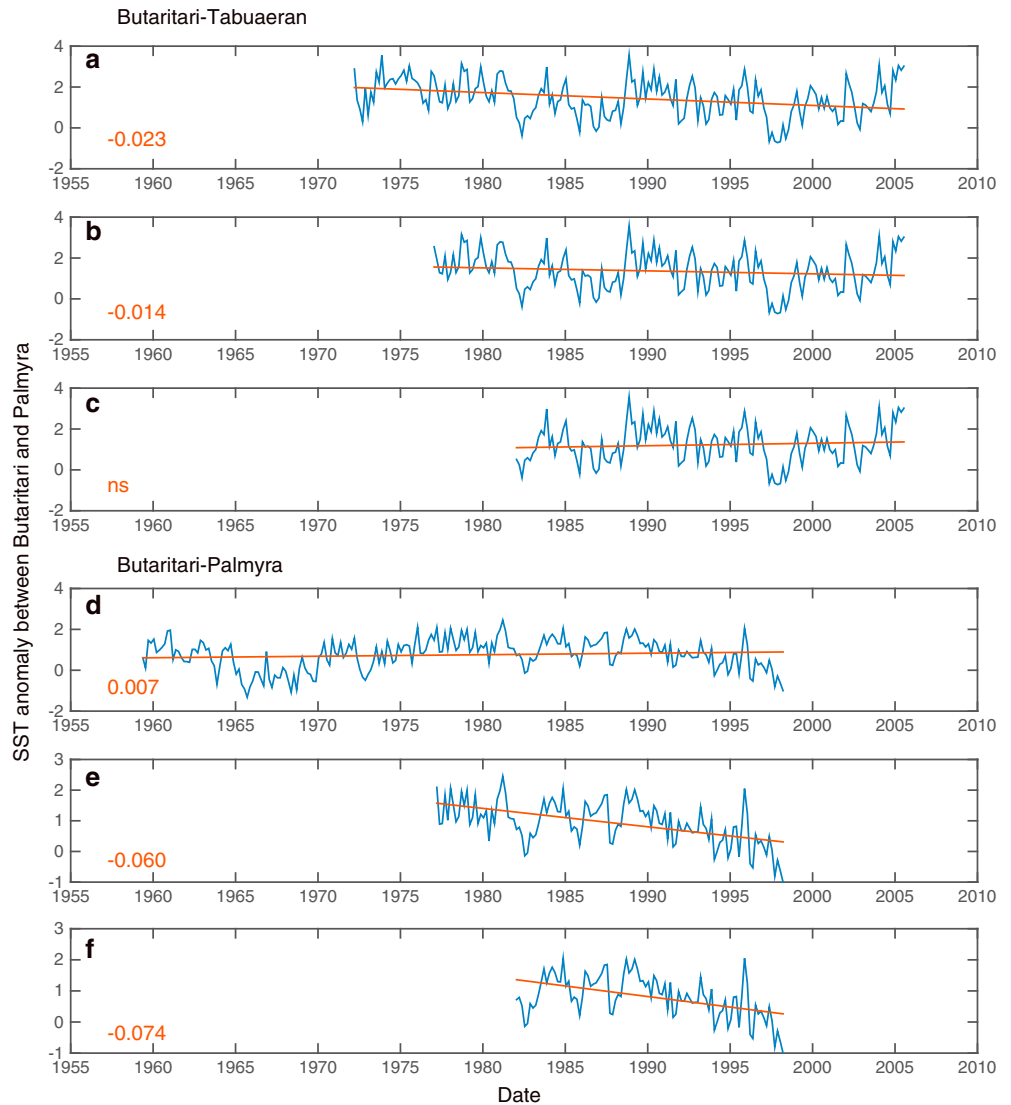 Butaritari-Tabuaeran
a
4
2
0
-2
-0.023
1955 1960 1965 1970 1975 1980 1985 1990 1995 2000 2005 2010
b
4
2
0
-2
-0.014
1955 1960 1965 1970 1975 1980 1985 1990 1995 2000 2005 2010
c
4
2
0
-2
ns
1955 1960 1965 1970 1975 1980 1985 1990 1995 2000 2005 2010
SST anomaly between Butaritari and Palmyra
Butaritari-Palmyra
d
4
2
0
-2
0.007
1955 1960 1965 1970 1975 1980 1985 1990 1995 2000 2005 2010
e
3
2
1
0
-1
-0.060
1955 1960 1965 1970 1975 1980 1985 1990 1995 2000 2005 2010
f
3
2
1
0
-1
-0.074
1955 1960 1965 1970 1975 1980 1985 1990 1995 2000 2005 2010
Date